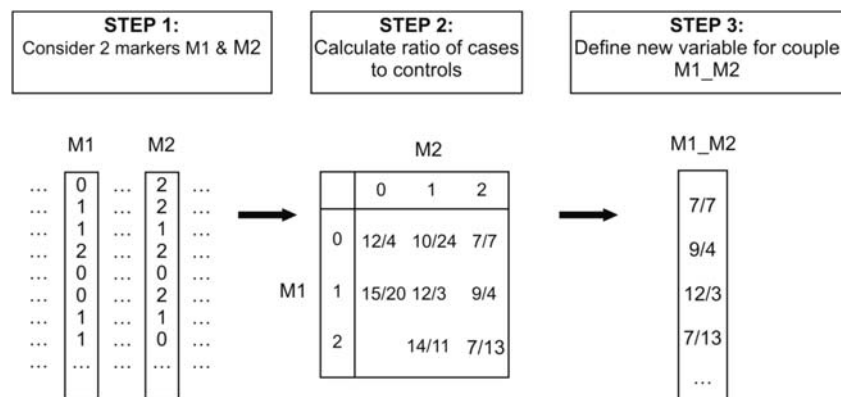 STEP 1:
Consider 2 markers M1 & M2
STEP 2:
Calculate ratio of cases
to controls
STEP 3:
Define new variable for couple
M1_M2
M1 M2
... 0 ... 2 ...
... 1 ... 2 ...
... 1 ... 1 ...
... 2 ... 2 ...
... 0 ... 0 ...
... 0 ... 2 ...
... 1 ... 1 ...
... 1 ... 0 ...
... ... ... ... ...
M2
0 1 2
0 12/4 10/24 7/7
M1 1 15/20 12/3 9/4
2 14/11 7/13
M1_M2
7/7
9/4
12/3
7/13
...